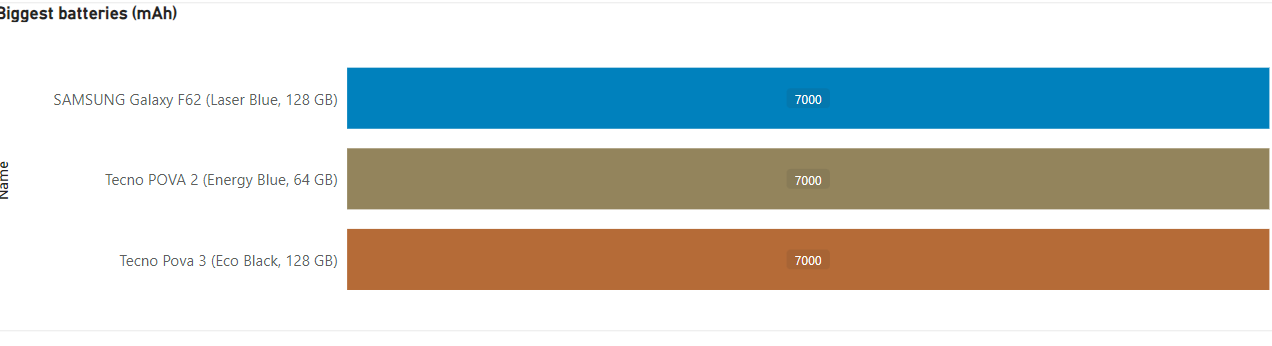 Biggest batteries (mAh)
SAMSUNG Galaxy F62 (Laser Blue, 128 GB)
7000
Tecno POVA 2 (Energy Blue, 64 GB)
7000
Tecno Pova 3 (Eco Black, 128 GB)
7000
Name